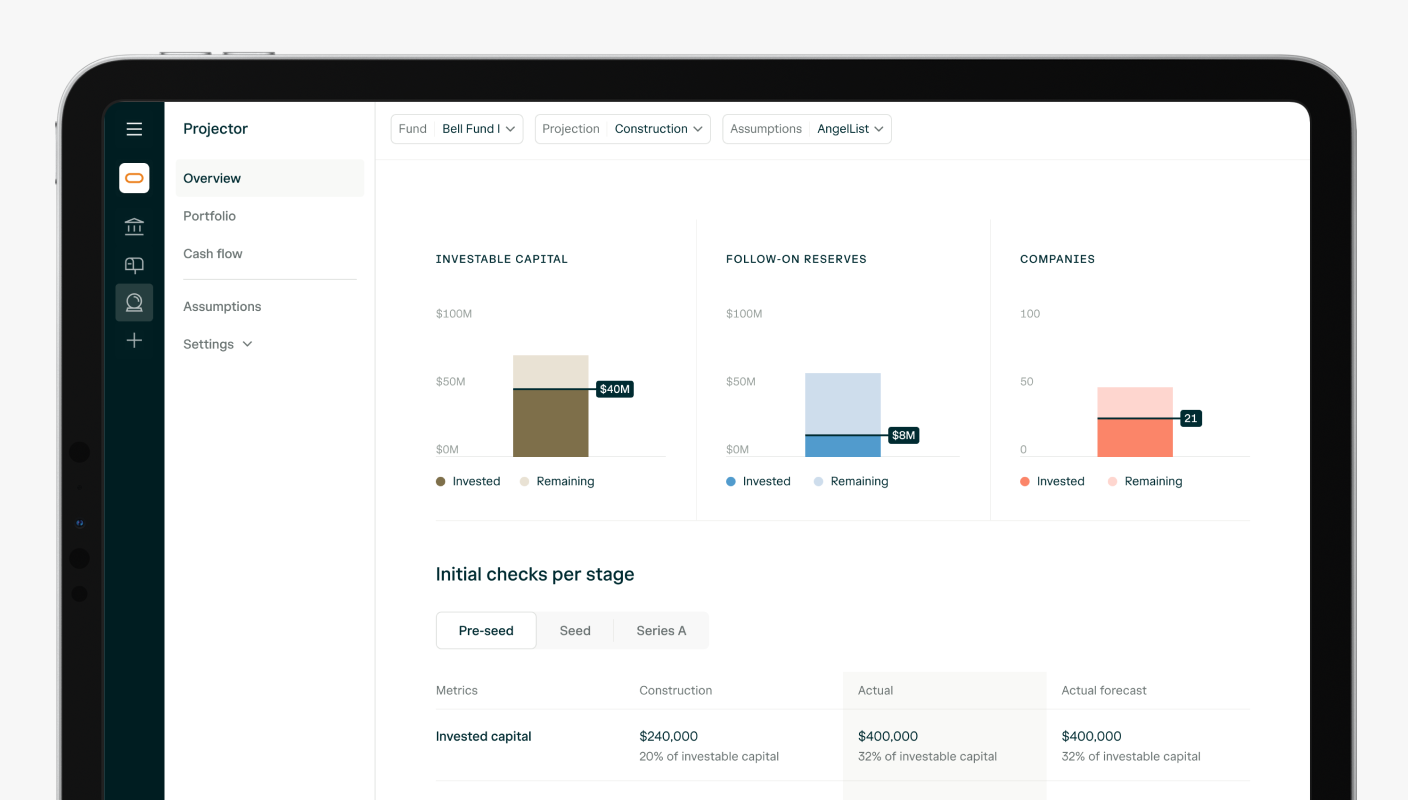 Projector
Overview
Portfolio
Cash flow
Assumptions
Settings
Fund Bell Fund I
Projection Construction
Assumptions AngelList
INVESTABLE CAPITAL
$100M
$50M
$40M
$0M
Invested Remaining
FOLLOW-ON RESERVES
$100M
$50M
$8M
$0M
Invested Remaining
COMPANIES
100
50
21
0
Invested Remaining
Initial checks per stage
Pre-seed Seed Series A
Metrics Construction Actual Actual forecast
Invested capital $240,000 $400,000 $400,000
20% of investable capital 32% of investable capital 32% of investable capital